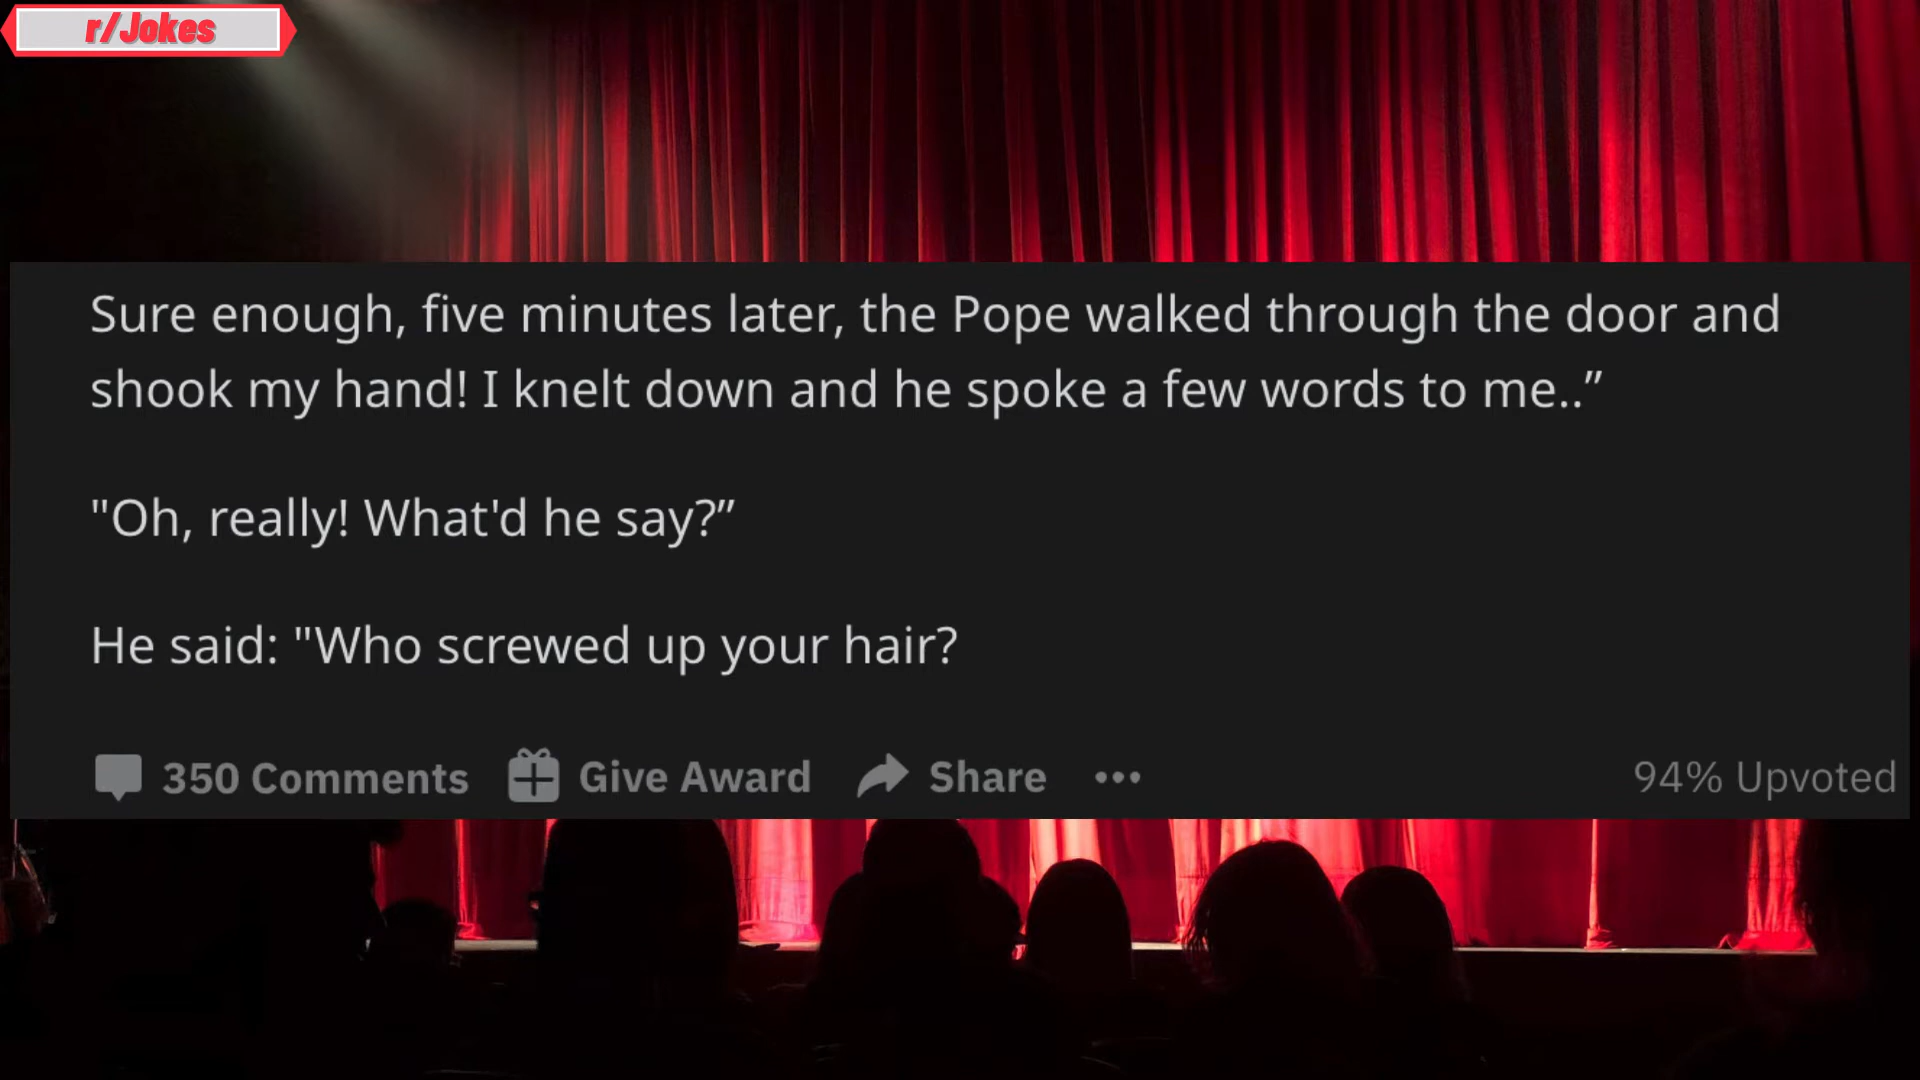 r/Jokes
Sure enough, five minutes later, the Pope walked through the door and
shook my hand! I knelt down and he spoke a few words to me..”
"Oh, really! What'd he say?”
He said: "Who screwed up your hair?
350 Comments Give Award Share ••• 94% Upvoted